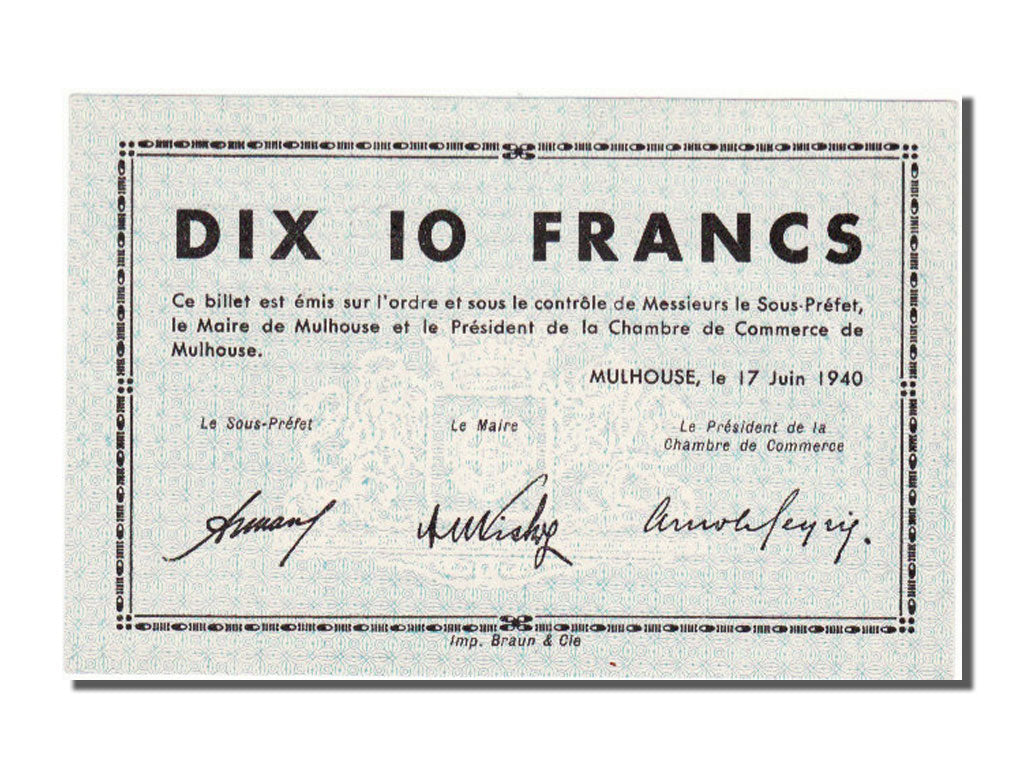 DIX 10 FRANCS
Ce billet est émis sur l'ordre et sous le contrôle de Messieurs le Sous-Préfet,
le Maire de Mulhouse et le Président de la Chambre de Commerce de
Mulhouse.
MULHOUSE, le 17 Juin 1940
Le Sous-Préfet
Le Maire
Le Président de la
Chambre de Commerce
Imp. Braun & Cie